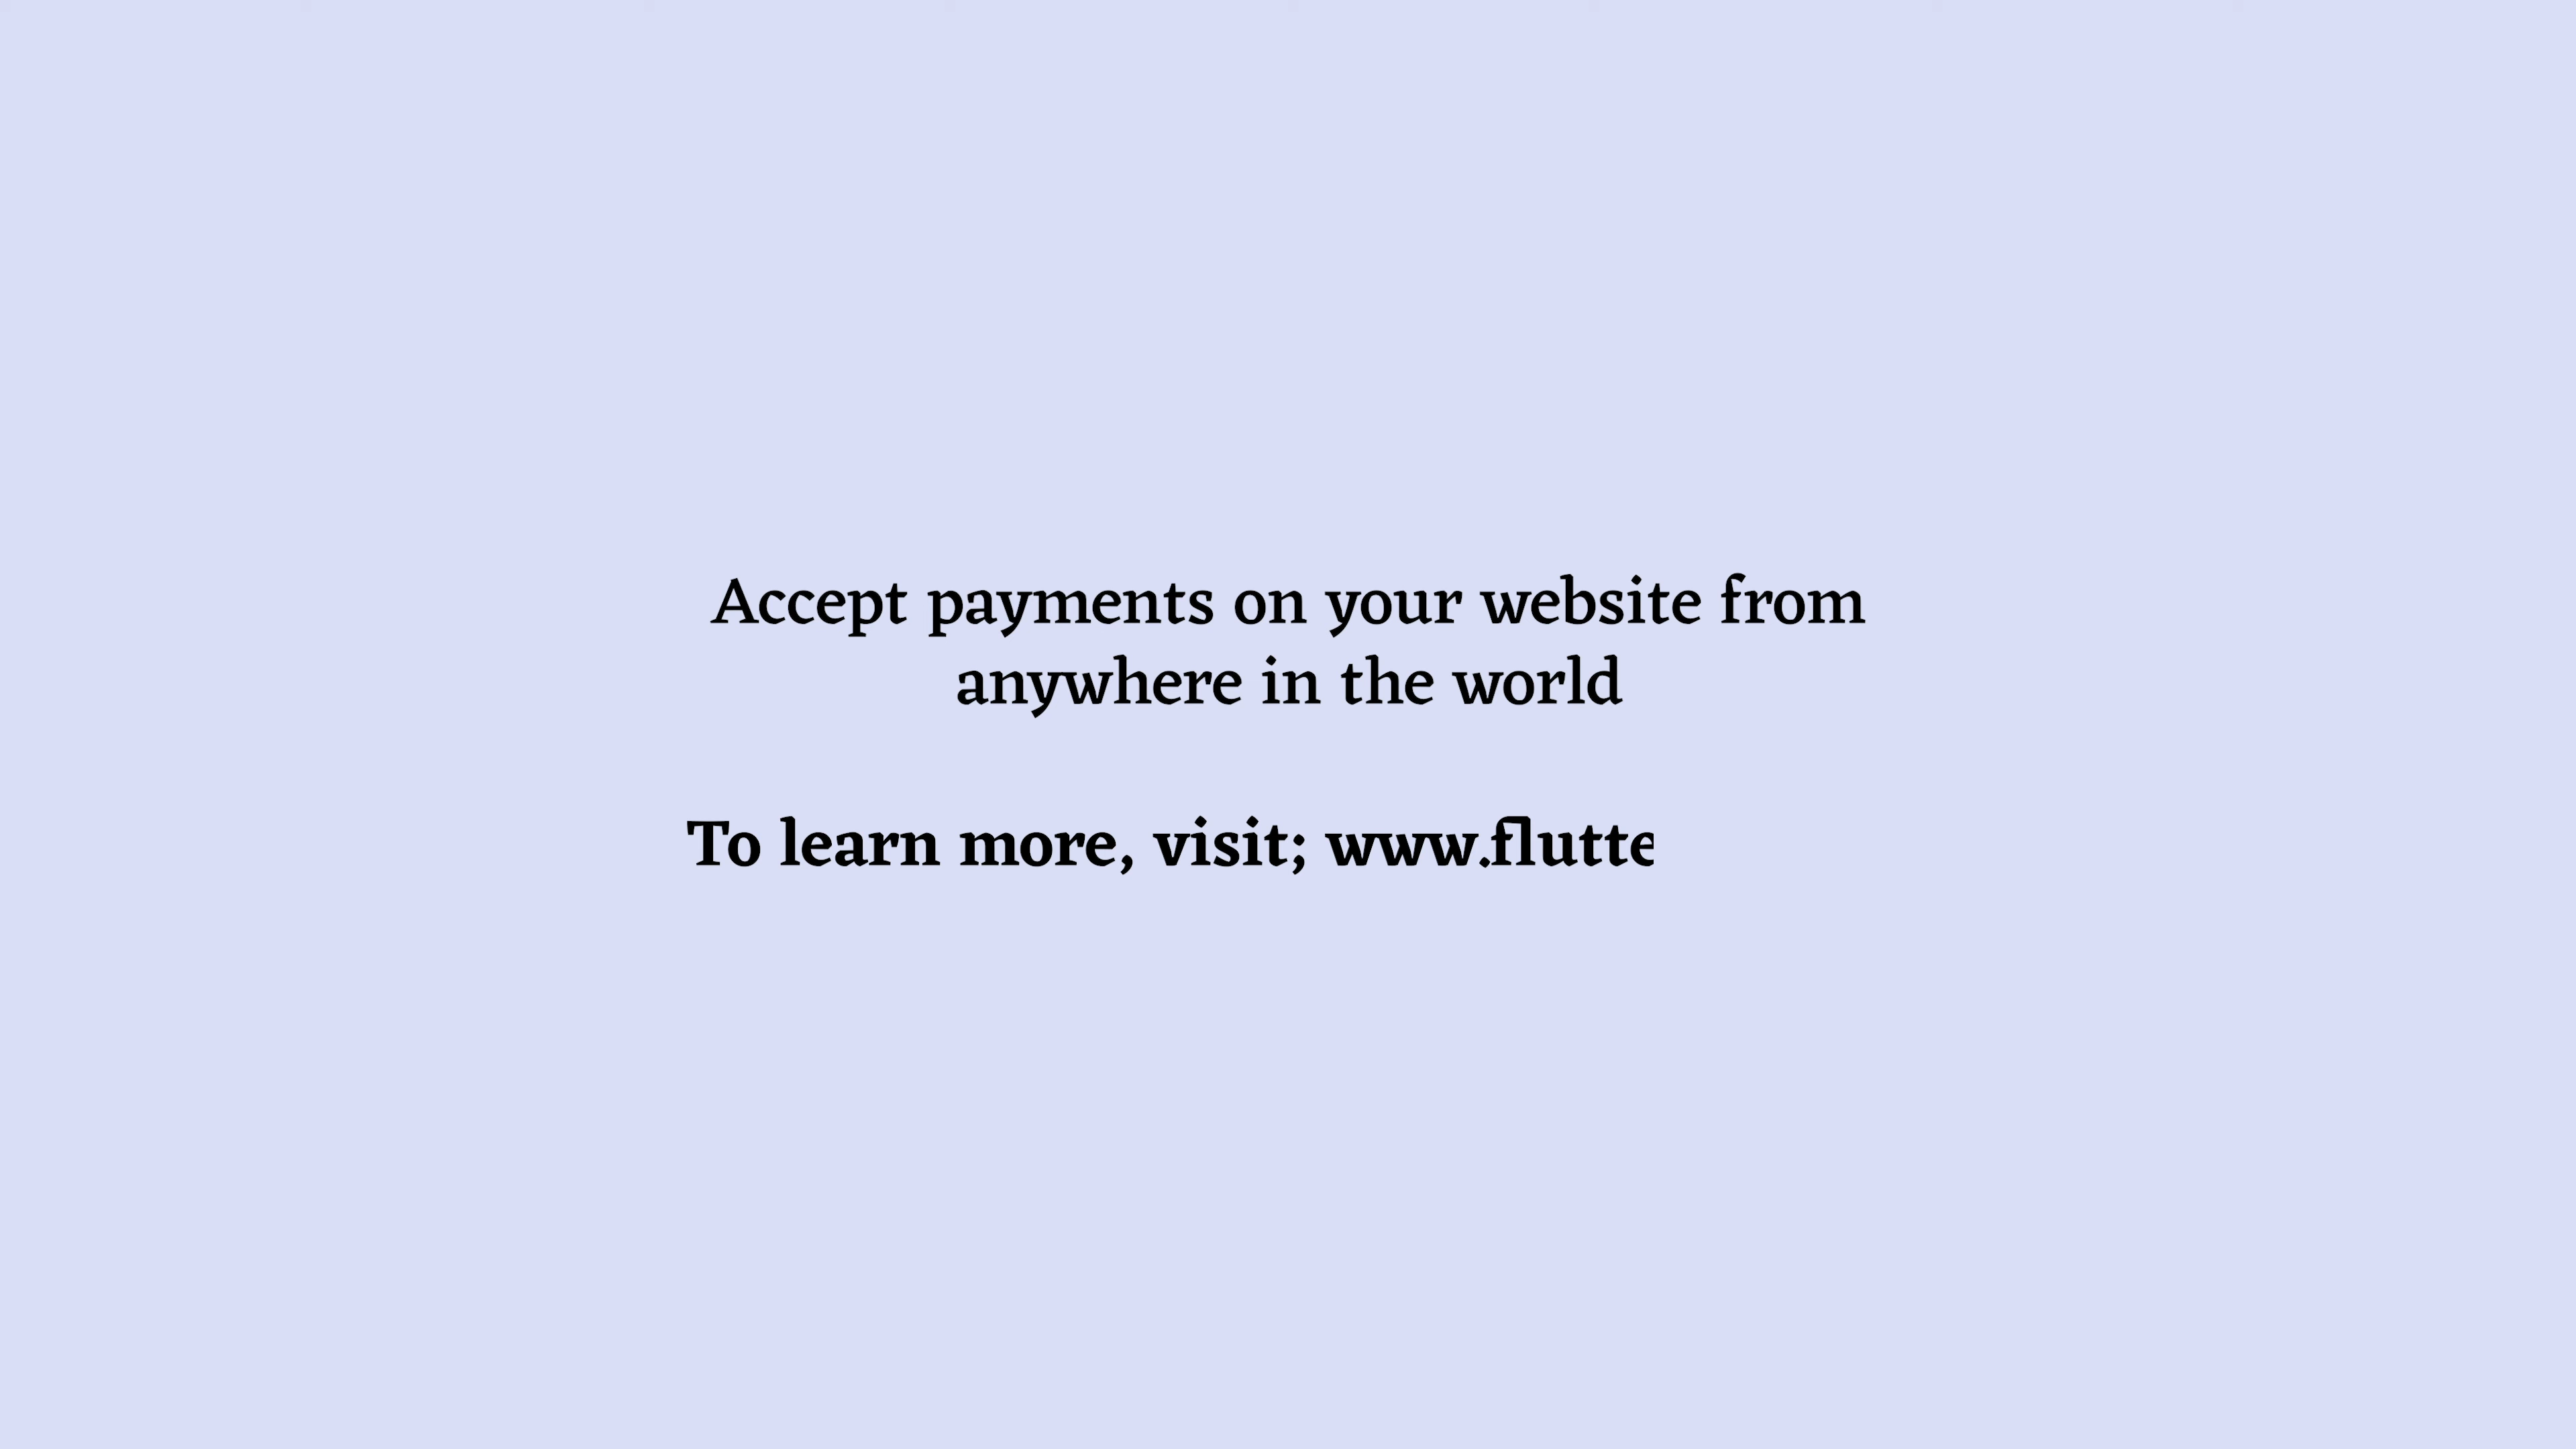 Accept payments on your website from
anywhere in the world
To learn more, visit; www.flutte